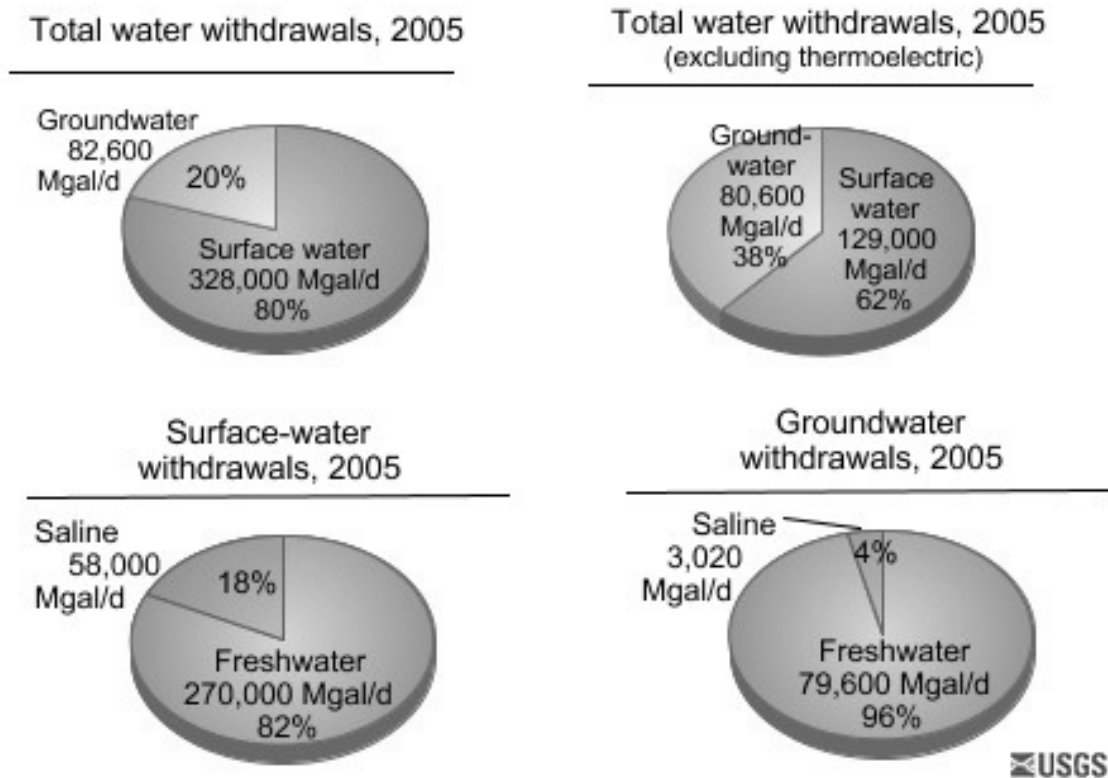 Total water withdrawals, 2005
Groundwater
82,600
Mgal/d
20%
Surface water
328,000 Mgal/d
80%
Total water withdrawals, 2005
(excluding thermoelectric)
Ground-
water
80,600
Mgal/d
38%
Surface
water
129,000
Mgal/d
62%
Surface-water
withdrawals, 2005
Saline
58,000
Mgal/d
18%
Freshwater
270,000 Mgal/d
82%
Groundwater
withdrawals, 2005
Saline
3,020
Mgal/d
4%
Freshwater
79,600 Mgal/d
96%
USGS